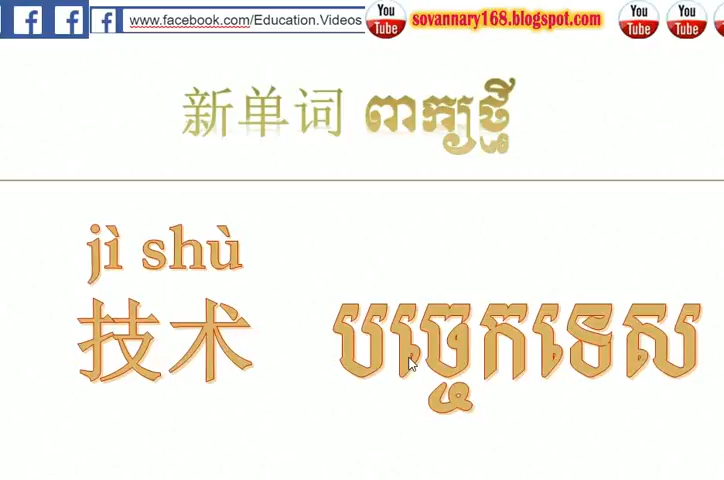 www.facebook.com/Education.Videos You Tube sovannary168.blogspot.com You Tube You Tube
新单词 ពាក្យថ្មី
jì shù
技术 បច្ចេកទេស